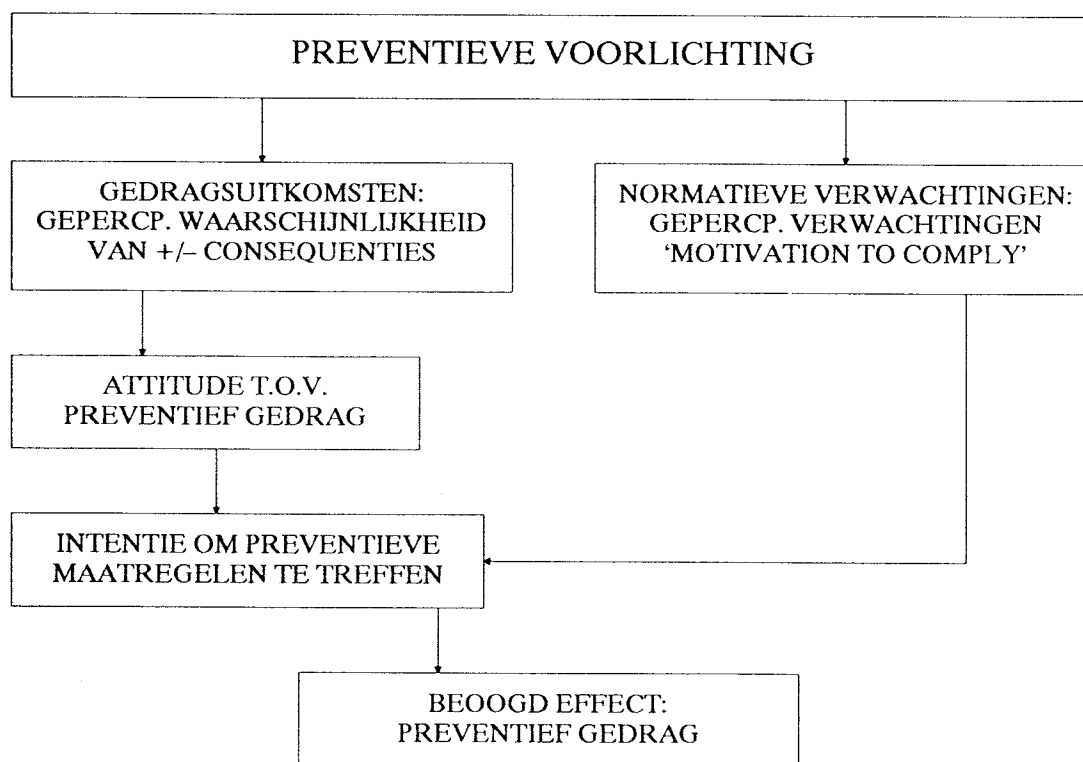 PREVENTIEVE VOORLICHTING
GEDRAGSUITKOMSTEN:
GEPERCP. WAARSCHIJNLIJKHEID
VAN +/– CONSEQUENTIES
NORMATIEVE VERWACHTINGEN:
GEPERCP. VERWACHTINGEN
‘MOTIVATION TO COMPLY’
ATTITUDE T.O.V.
PREVENTIEF GEDRAG
INTENTIE OM PREVENTIEVE
MAATREGELEN TE TREFFEN
BEOOGD EFFECT:
PREVENTIEF GEDRAG